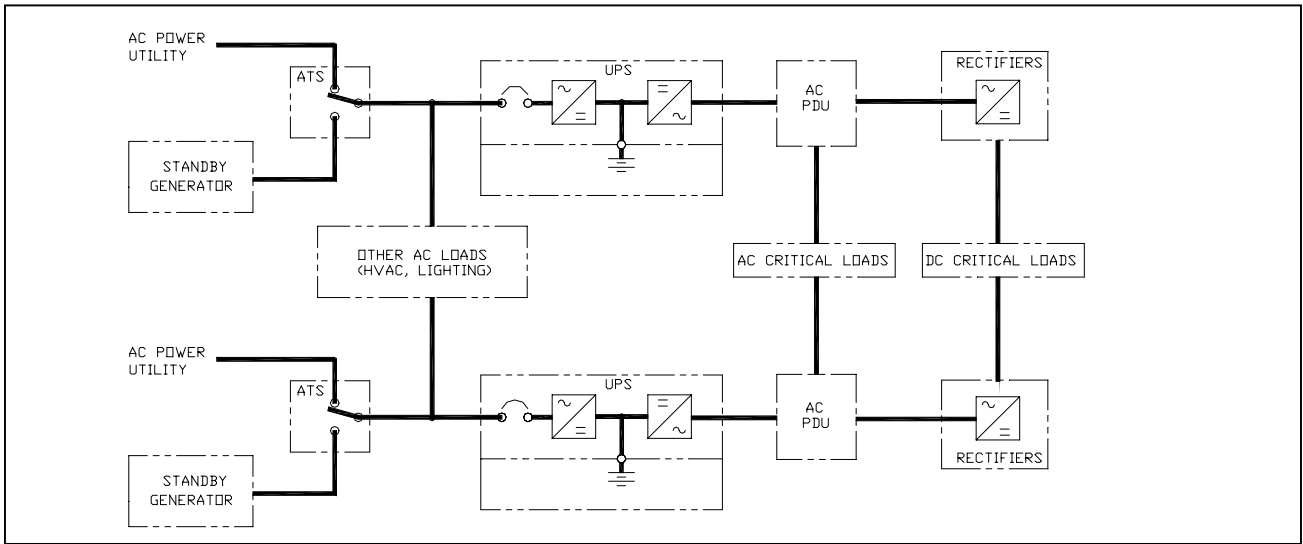 AC POWER
UTILITY
ATS
STANDBY
GENERATOR
UPS
AC
PDU
RECTIFIERS
OTHER AC LOADS
(HVAC, LIGHTING)
AC CRITICAL LOADS
DC CRITICAL LOADS
AC POWER
UTILITY
ATS
STANDBY
GENERATOR
UPS
AC
PDU
RECTIFIERS